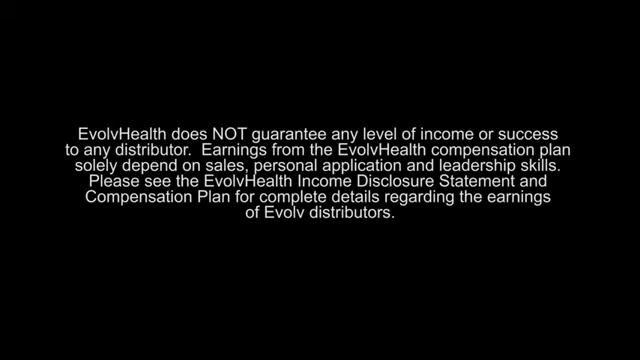 EvolvHealth does NOT guarantee any level of income or success
to any distributor.  Earnings from the EvolvHealth compensation plan
solely depend on sales, personal application and leadership skills.
Please see the EvolvHealth Income Disclosure Statement and
Compensation Plan for complete details regarding the earnings
of Evolv distributors.